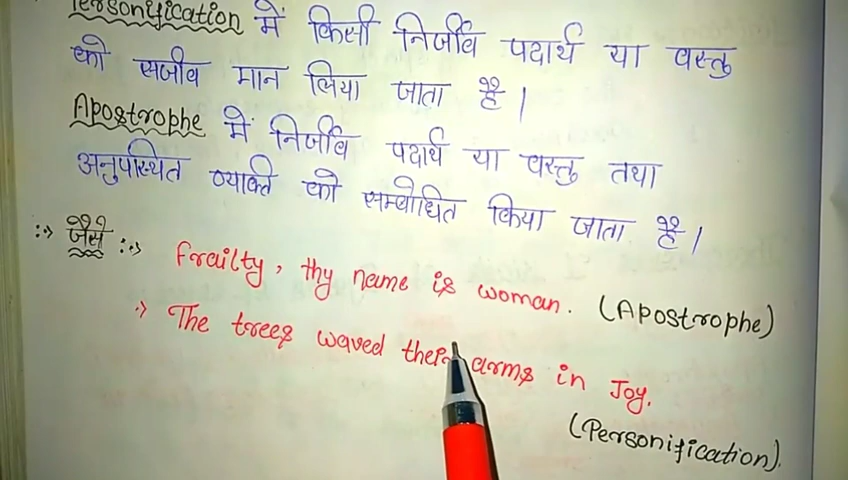 Personification में किसी निर्जीव पदार्थ या वस्तु
को सजीव मान लिया जाता है।
Apostrophe में निर्जीव पदार्थ या वस्तु तथा
अनुपस्थित व्यक्ति को सम्बोधित किया जाता है।
जैसे Frailty, thy name is woman. (Apostrophe)
The trees waved their arms in Joy.
(Personification).